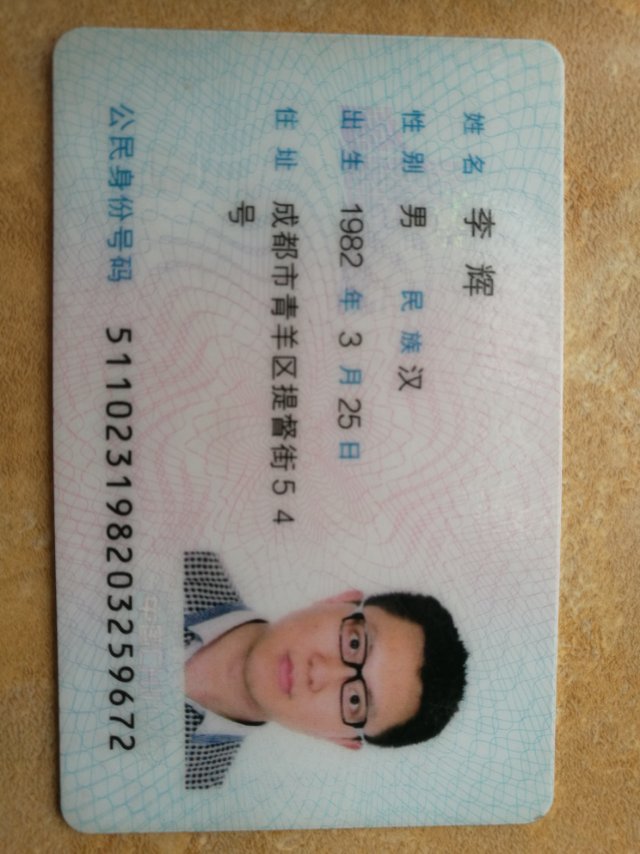 姓名 李辉
性别 男 民族 汉
出生 1982 年 3 月 25 日
住址 成都市青羊区提督街54
号
公民身份号码 511023198203259672